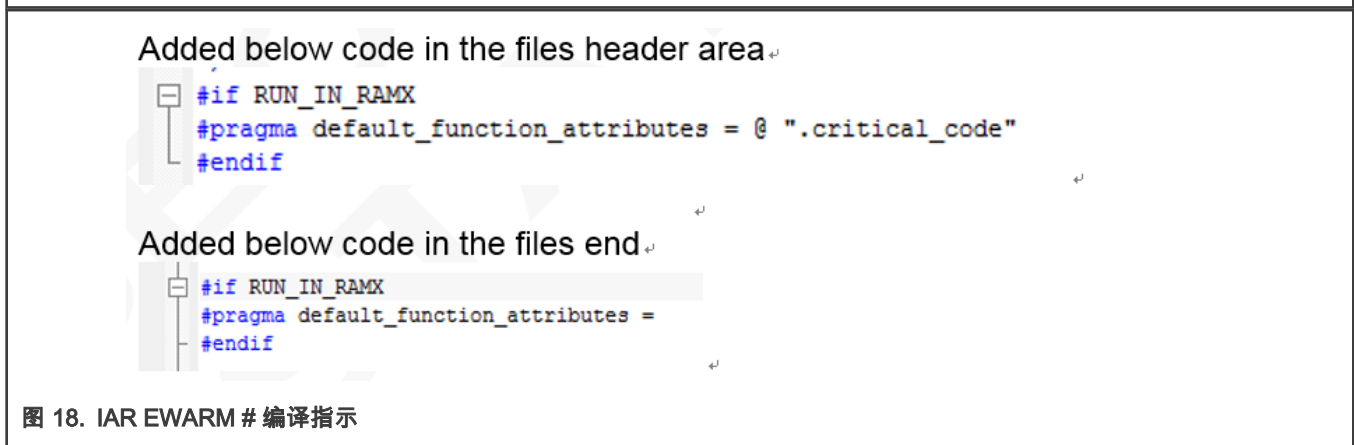 Added below code in the files header area
#if RUN_IN_RAMX
#pragma default_function_attributes = @ ".critical_code"
#endif
Added below code in the files end
#if RUN_IN_RAMX
#pragma default_function_attributes =
#endif
图 18. IAR EWARM # 编译指示